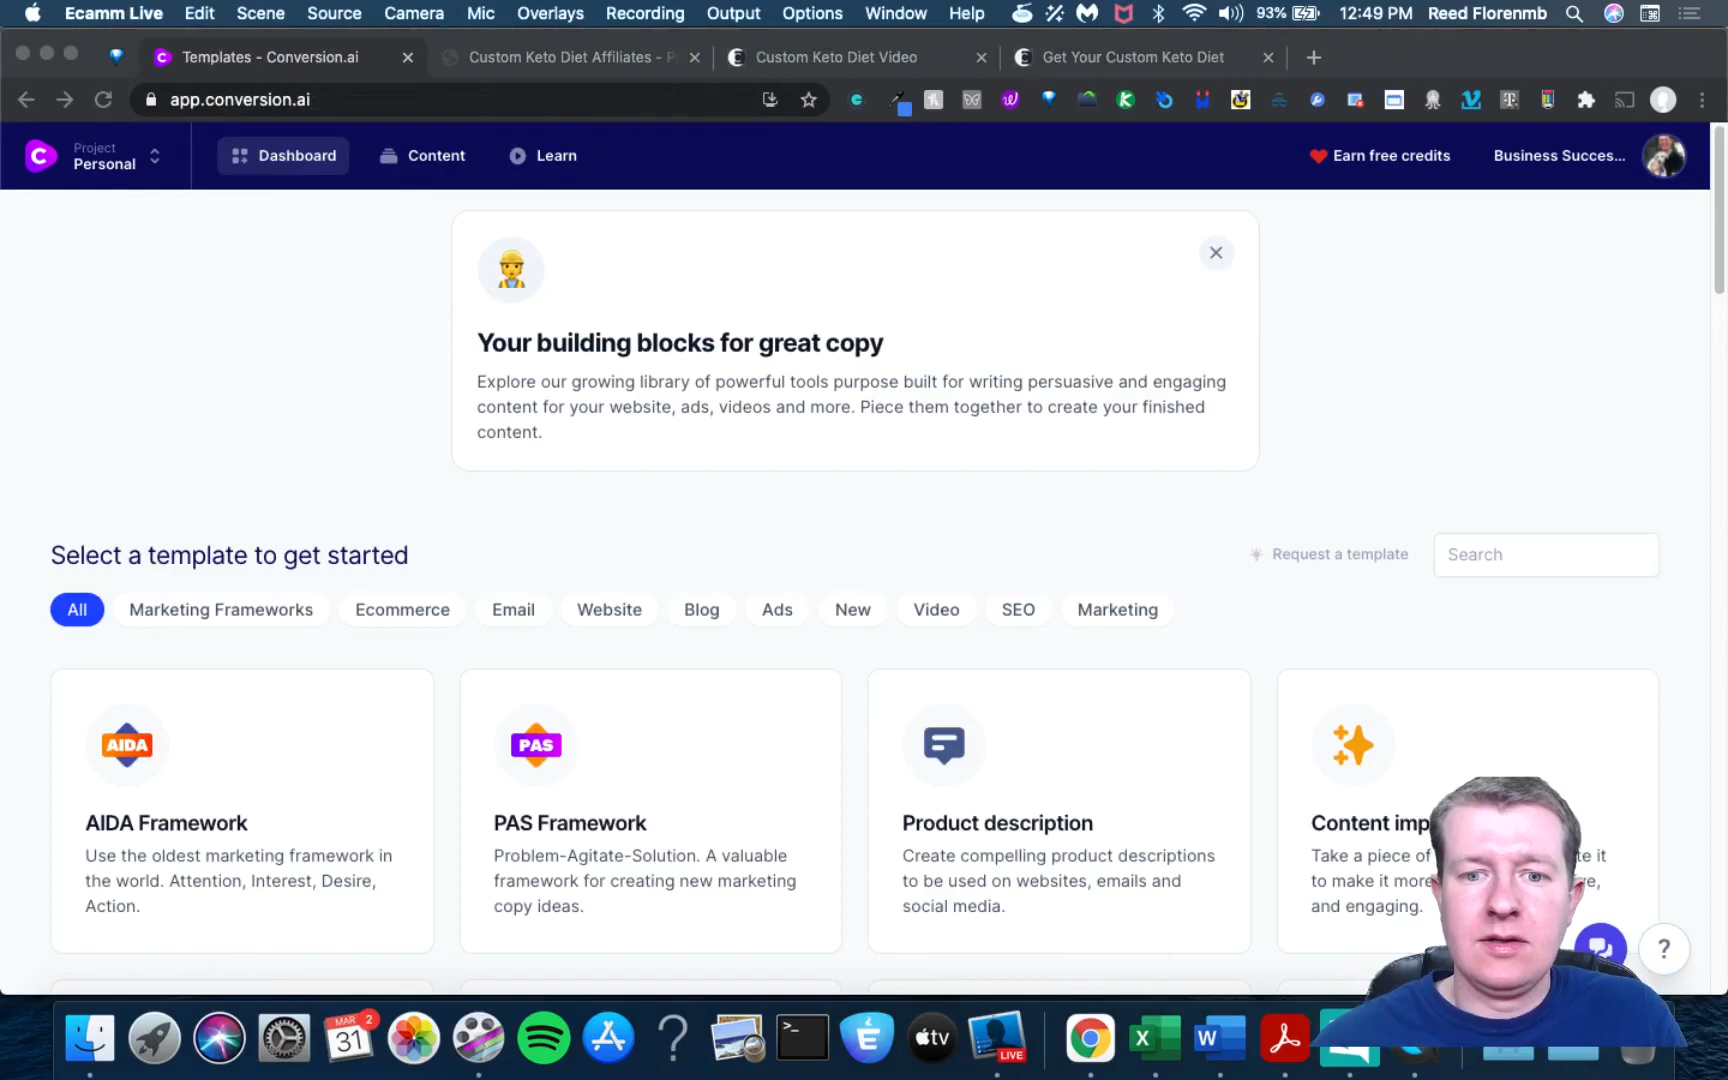 Ecamm Live Edit Scene Source Camera Mic Overlays Recording Output Options Window Help 93% 12:49 PM Reed Florenmb
Templates - Conversion.ai Custom Keto Diet Affiliates - P Custom Keto Diet Video Get Your Custom Keto Diet
app.conversion.ai
Project
Personal
Dashboard Content Learn Earn free credits Business Succes...
Your building blocks for great copy
Explore our growing library of powerful tools purpose built for writing persuasive and engaging
content for your website, ads, videos and more. Piece them together to create your finished
content.
Select a template to get started
Request a template Search
All Marketing Frameworks Ecommerce Email Website Blog Ads New Video SEO Marketing
AIDA
AIDA Framework
Use the oldest marketing framework in
the world. Attention, Interest, Desire,
Action.
PAS
PAS Framework
Problem-Agitate-Solution. A valuable
framework for creating new marketing
copy ideas.
Product description
Create compelling product descriptions
to be used on websites, emails and
social media.
Content imp
Take a piece of te it
to make it more ve,
and engaging.
?
MAR 2
31
tv
LIVE
X
W